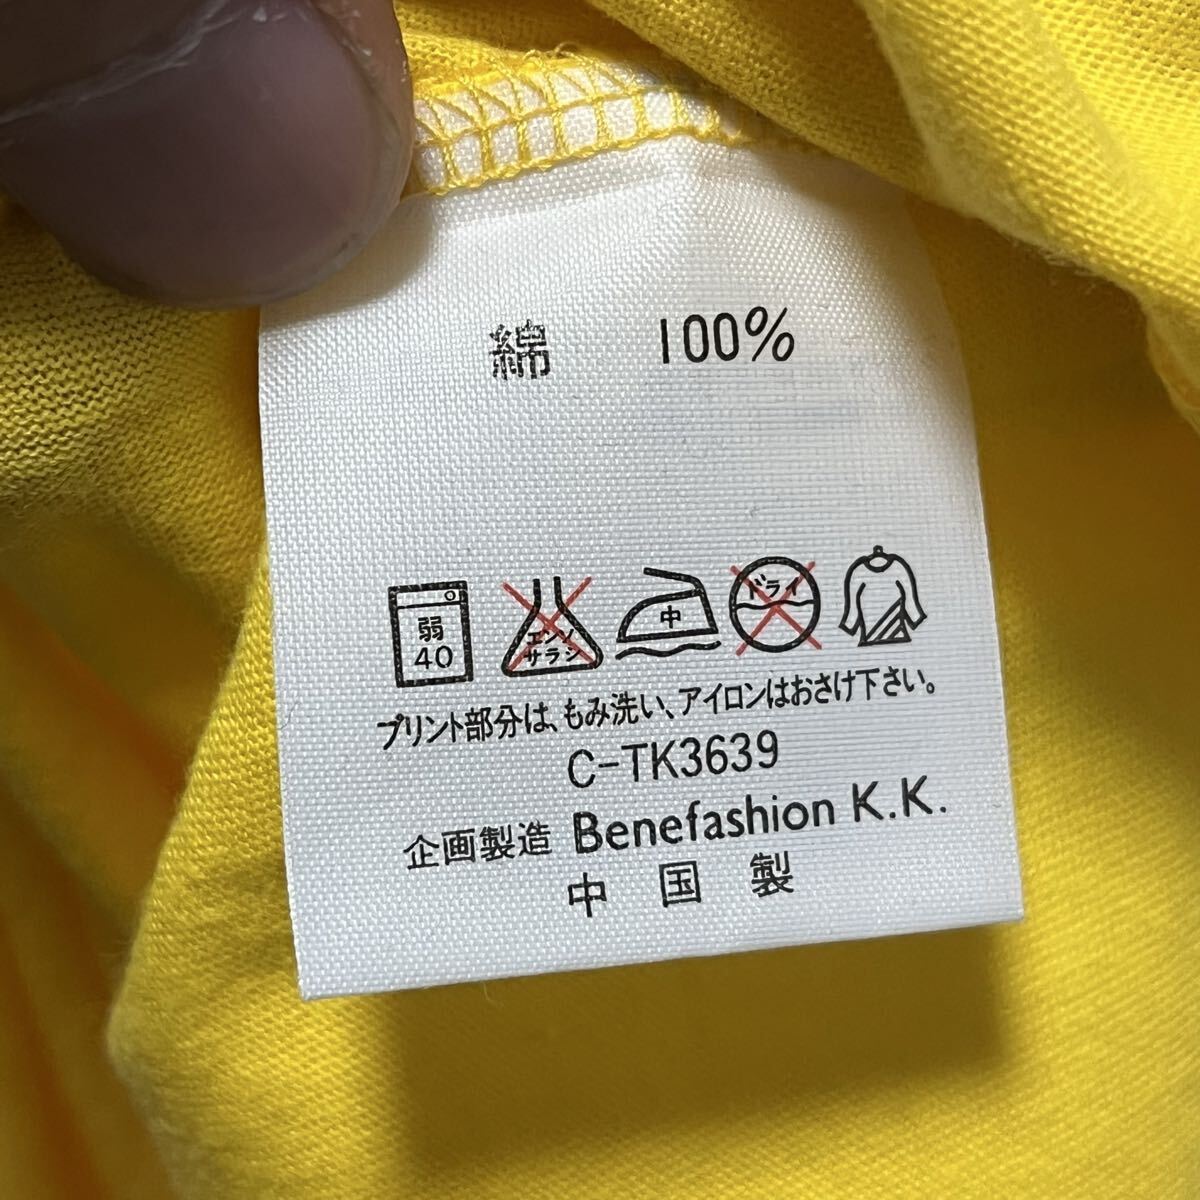 綿 100%
弱 40 エンソ サラシ 中 ドライ
プリント部分は、もみ洗い、アイロンはおさけ下さい。
C-TK3639
企画製造 Benefashion K.K.
中国製